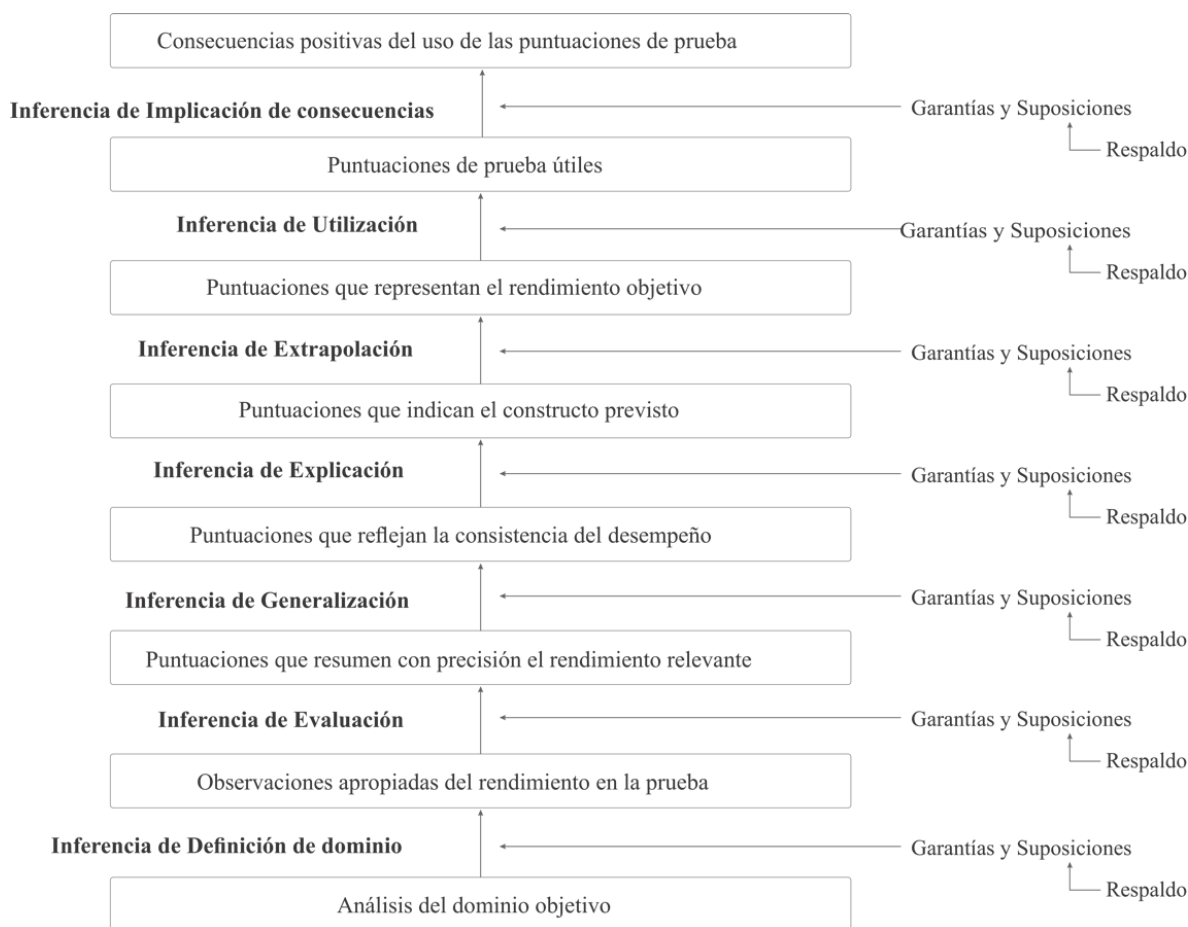 Consecuencias positivas del uso de las puntuaciones de prueba
Inferencia de Implicación de consecuencias
Garantías y Suposiciones
Respaldo
Puntuaciones de prueba útiles
Inferencia de Utilización
Garantías y Suposiciones
Respaldo
Puntuaciones que representan el rendimiento objetivo
Inferencia de Extrapolación
Garantías y Suposiciones
Respaldo
Puntuaciones que indican el constructo previsto
Inferencia de Explicación
Garantías y Suposiciones
Respaldo
Puntuaciones que reflejan la consistencia del desempeño
Inferencia de Generalización
Garantías y Suposiciones
Respaldo
Puntuaciones que resumen con precisión el rendimiento relevante
Inferencia de Evaluación
Garantías y Suposiciones
Respaldo
Observaciones apropiadas del rendimiento en la prueba
Inferencia de Definición de dominio
Garantías y Suposiciones
Respaldo
Análisis del dominio objetivo